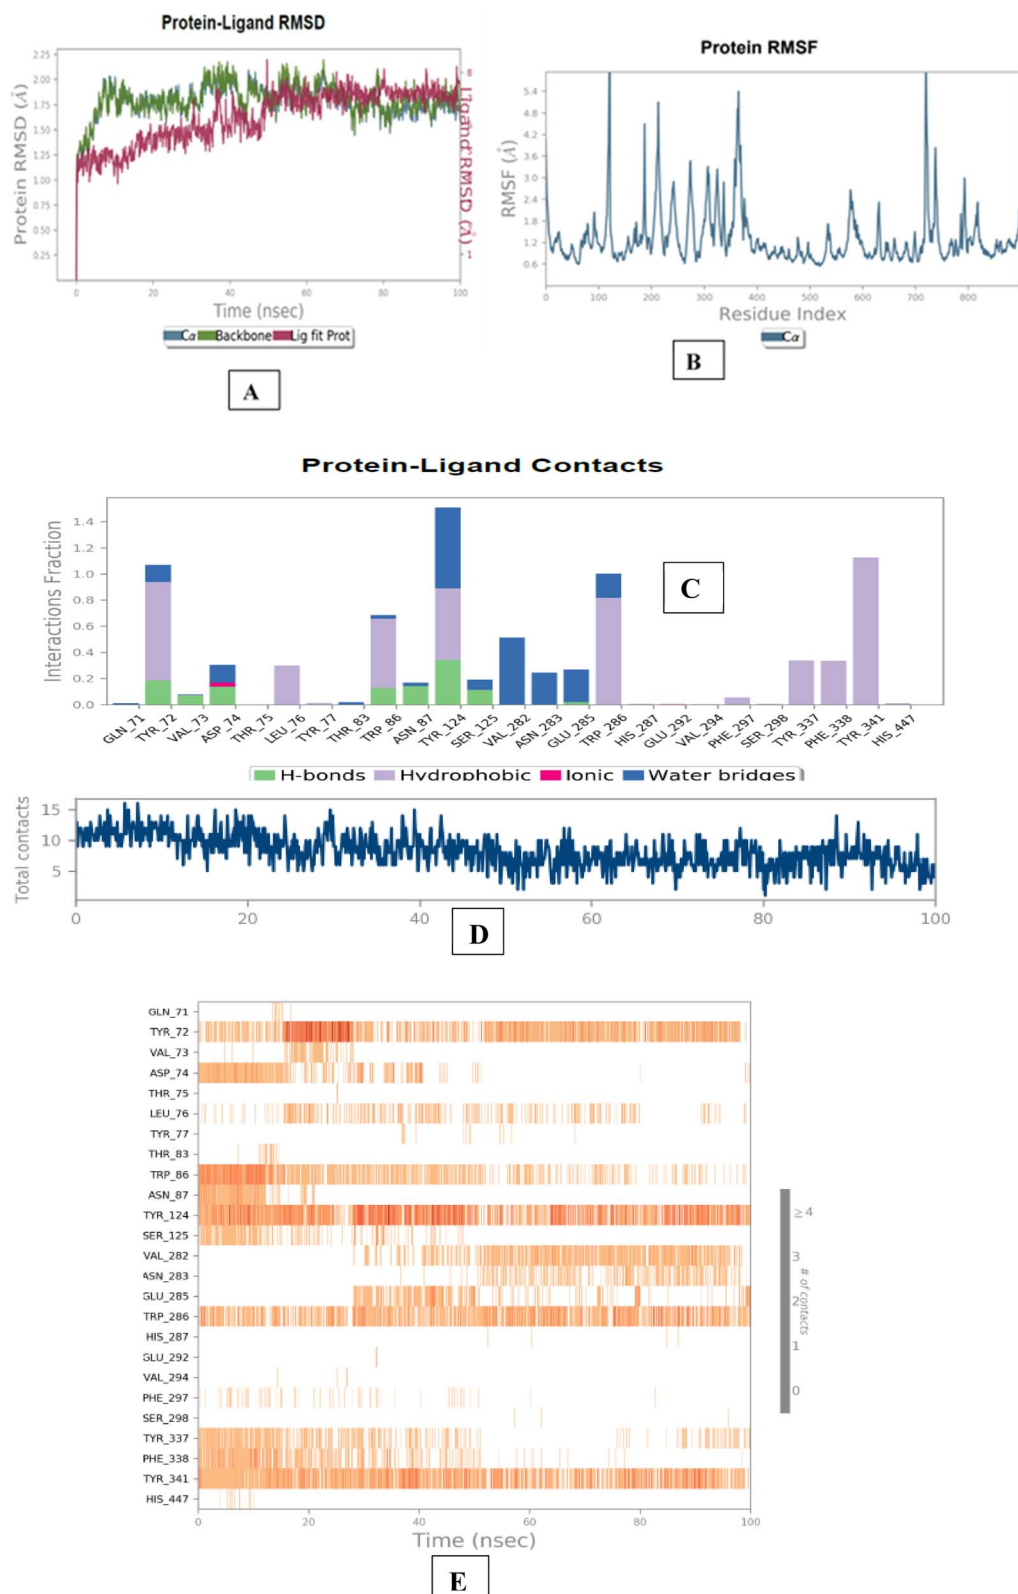 Protein-Ligand RMSD
Protein RMSD (Å)
2.25
2.00
1.75
1.50
1.25
1.00
0.75
0.50
0.25
8
1
Ligand RMSD (Å)
0 20 40 60 80 100
Time (nsec)
Cα Backbone Lig fit Prot
A
Protein RMSF
RMSF (Å)
5.4
4.8
4.2
3.6
3.0
2.4
1.8
1.2
0.6
0 100 200 300 400 500 600 700 800
Residue Index
Cα
B
Protein-Ligand Contacts
Interactions Fraction
1.4
1.2
1.0
0.8
0.6
0.4
0.2
0.0
C
GLN_71 TYR_72 VAL_73 ASP_74 THR_75 LEU_76 TYR_77 THR_83 TRP_86 ASN_87 TYR_124 SER_125 VAL_282 ASN_283 GLU_285 TRP_286 HIS_287 GLU_292 VAL_294 PHE_297 SER_298 TYR_337 PHE_338 TYR_341 HIS_447
H-bonds Hydrophobic Ionic Water bridges
Total contacts
15
10
5
0 20 40 60 80 100
D
GLN_71
TYR_72
VAL_73
ASP_74
THR_75
LEU_76
TYR_77
THR_83
TRP_86
ASN_87
TYR_124
SER_125
VAL_282
ASN_283
GLU_285
TRP_286
HIS_287
GLU_292
VAL_294
PHE_297
SER_298
TYR_337
PHE_338
TYR_341
HIS_447
≥4
3
2
1
0
# of contacts
0 20 40 60 80 100
Time (nsec)
E